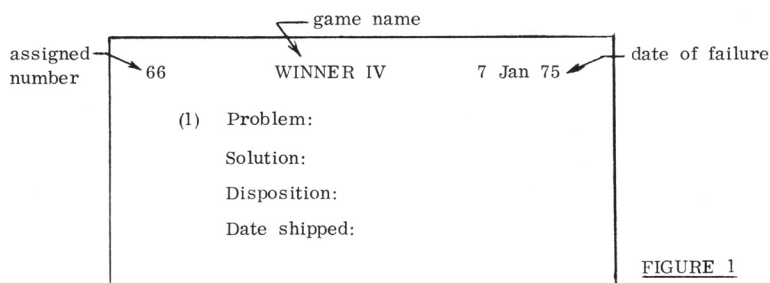 game name
assigned number
date of failure
66 WINNER IV 7 Jan 75
(1) Problem:
Solution:
Disposition:
Date shipped:
FIGURE 1